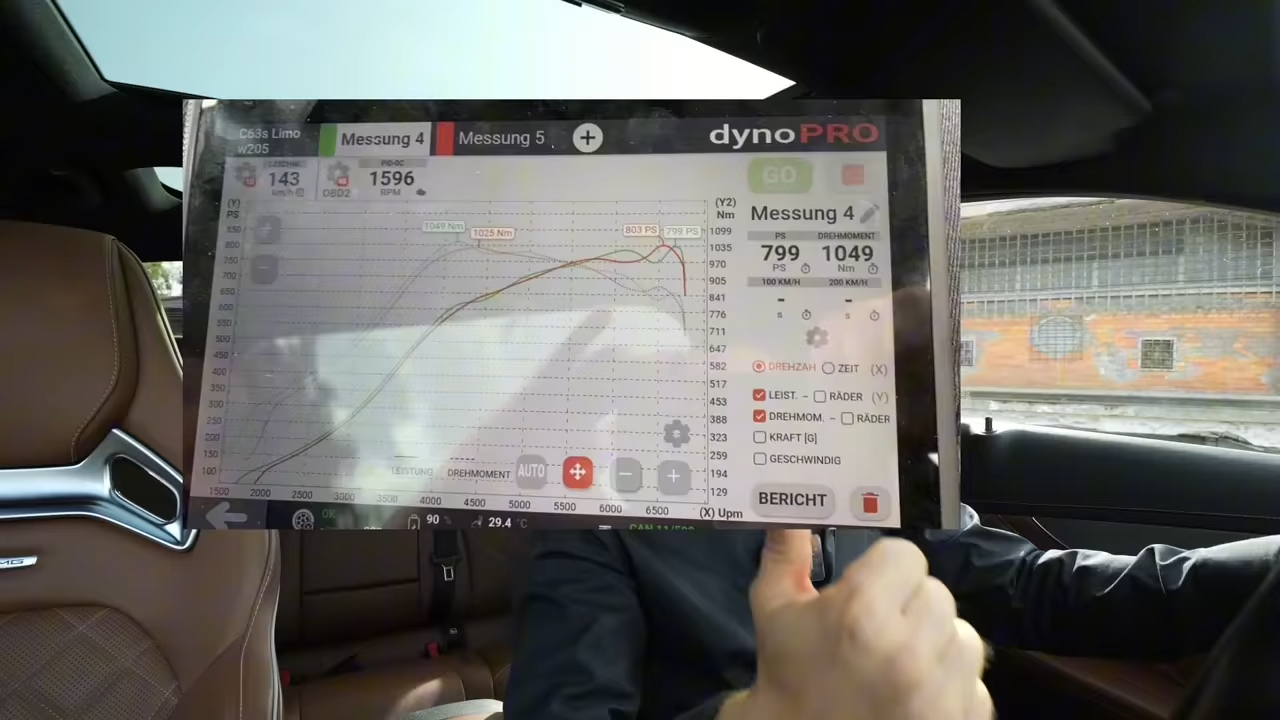 C63s Limo
w205
Messung 4
Messung 5
+
dynoPRO
143
km/h
OBD2
PID-0C
1596
RPM
GO
(Y)
PS
(Y2)
Nm
850
800
750
700
650
600
550
500
450
400
350
300
250
200
150
100
1049 Nm
1025 Nm
803 PS
799 PS
1099
1035
970
905
841
776
711
647
582
517
453
388
323
259
194
129
1500 2000 2500 3000 3500 4000 4500 5000 5500 6000 6500 (X) Upm
LEISTUNG
DREHMOMENT
AUTO
−
+
Messung 4
PS
DREHMOMENT
799
1049
PS
Nm
100 KM/H
200 KM/H
-
-
s
s
DREHZAH
ZEIT
(X)
LEIST. -
RÄDER
(Y)
DREHMOM. -
RÄDER
KRAFT [G]
GESCHWINDIG
BERICHT
OK
90 %
29.4 °C